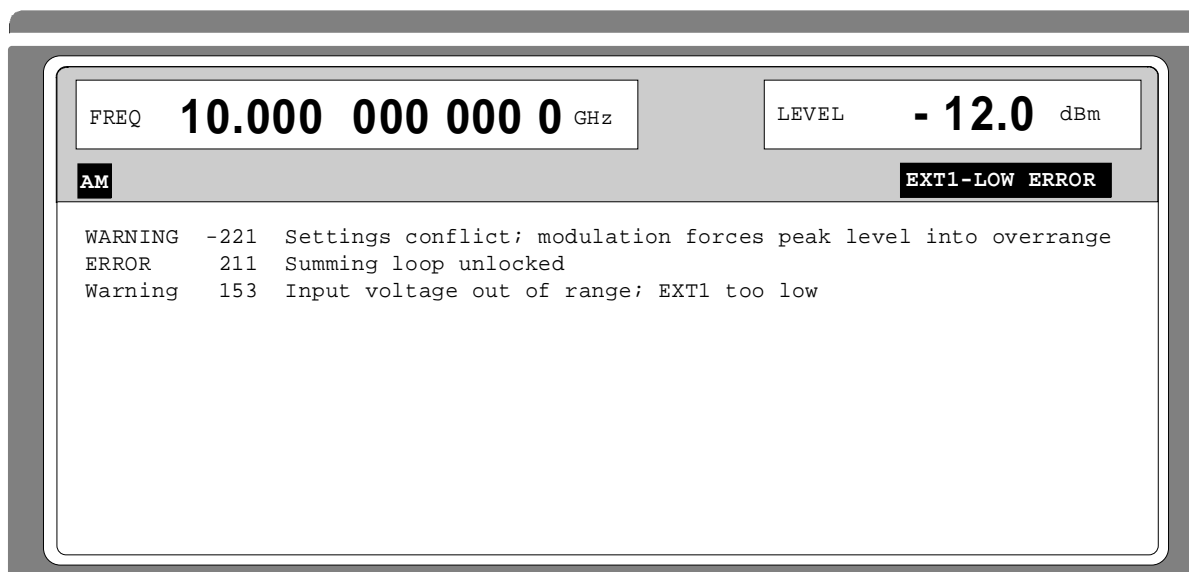 FREQ 10.000 000 000 0 GHz LEVEL - 12.0 dBm
AM EXT1-LOW ERROR
WARNING -221 Settings conflict; modulation forces peak level into overrange
ERROR 211 Summing loop unlocked
Warning 153 Input voltage out of range; EXT1 too low